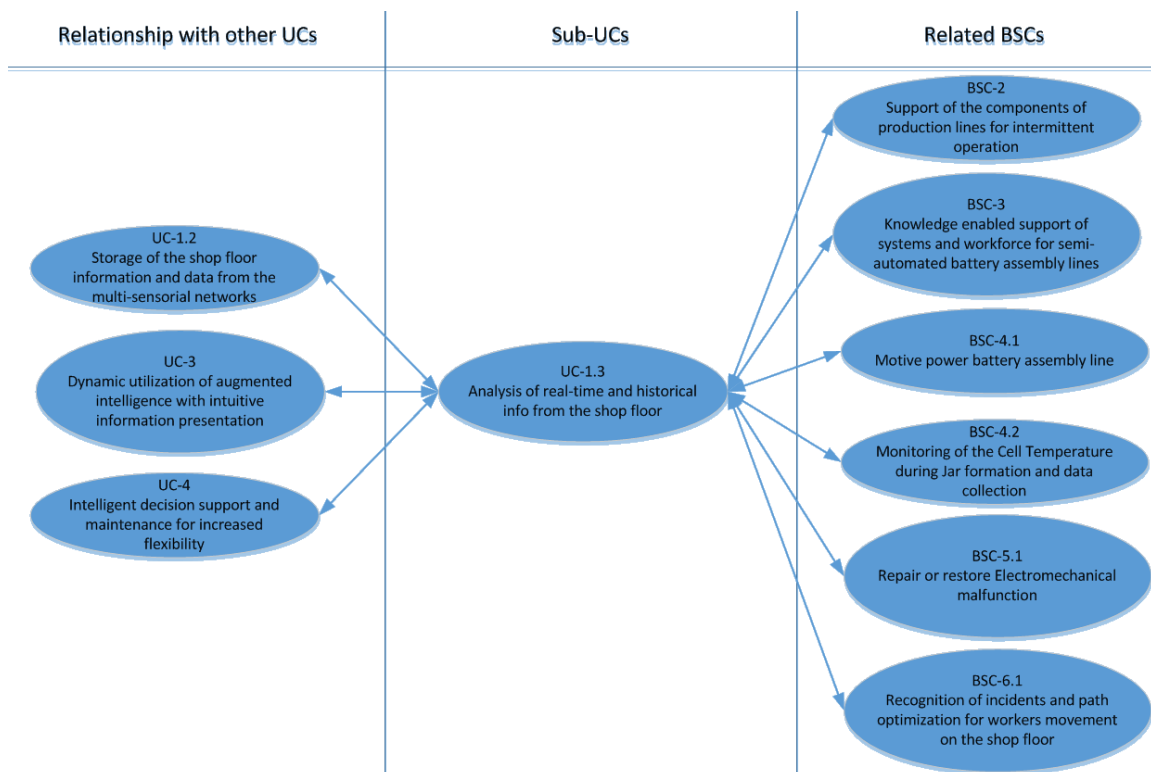 Relationship with other UCs
Sub-UCs
Related BSCs
UC-1.2
Storage of the shop floor
information and data from the
multi-sensorial networks
UC-3
Dynamic utilization of augmented
intelligence with intuitive
information presentation
UC-4
Intelligent decision support and
maintenance for increased
flexibility
UC-1.3
Analysis of real-time and historical
info from the shop floor
BSC-2
Support of the components of
production lines for intermittent
operation
BSC-3
Knowledge enabled support of
systems and workforce for semi-
automated battery assembly lines
BSC-4.1
Motive power battery assembly line
BSC-4.2
Monitoring of the Cell Temperature
during Jar formation and data
collection
BSC-5.1
Repair or restore Electromechanical
malfunction
BSC-6.1
Recognition of incidents and path
optimization for workers movement
on the shop floor